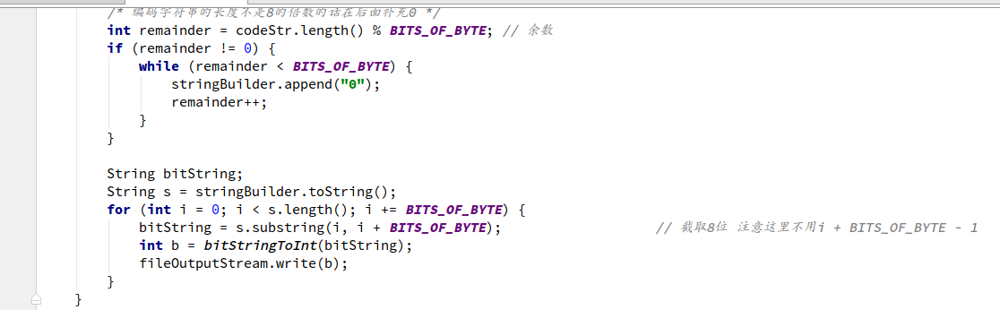 /* 编码字符串的长度不是8的倍数的话在后面补充0 */
int remainder = codeStr.length() % BITS_OF_BYTE; // 余数
if (remainder != 0) {
while (remainder < BITS_OF_BYTE) {
stringBuilder.append("0");
remainder++;
}
}
String bitString;
String s = stringBuilder.toString();
for (int i = 0; i < s.length(); i += BITS_OF_BYTE) {
bitString = s.substring(i, i + BITS_OF_BYTE); // 截取8位 注意这里不用i + BITS_OF_BYTE - 1
int b = bitStringToInt(bitString);
fileOutputStream.write(b);
}
}